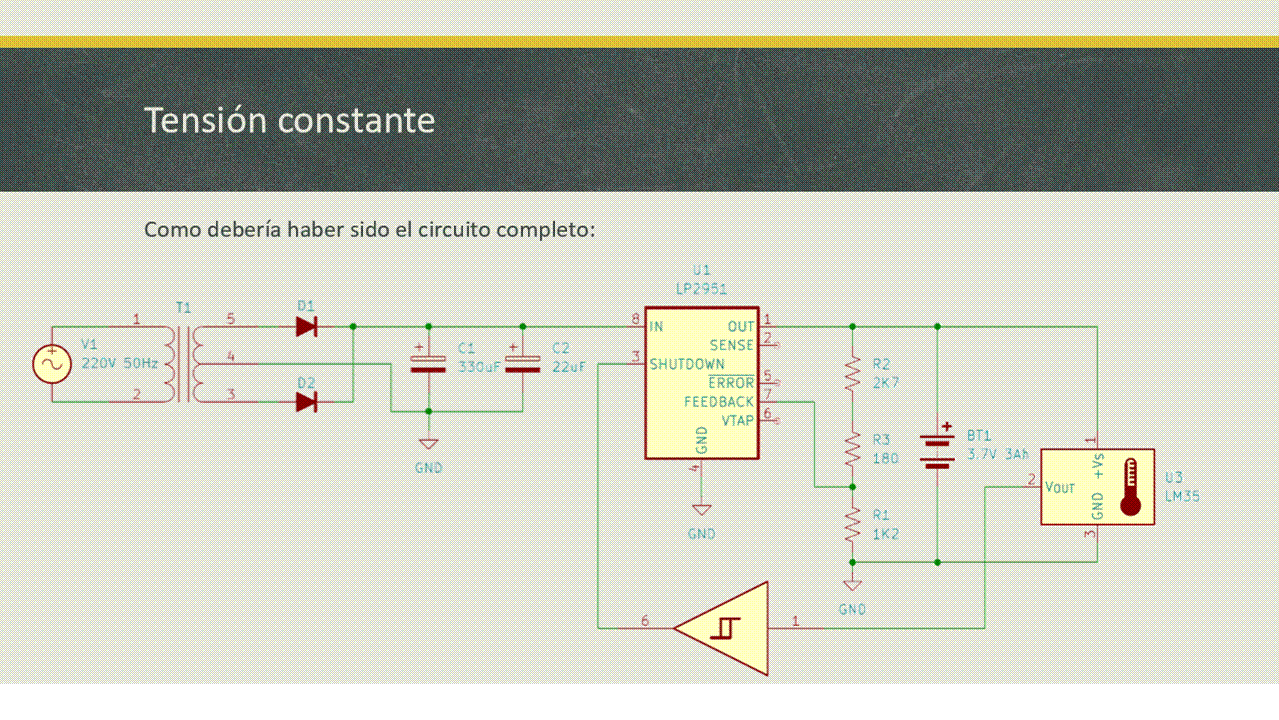 Tensión constante
Como debería haber sido el circuito completo:
U1
LP2951
T1
D1
1
5
8
IN
OUT
1
V1
220V 50Hz
C1
330uF
C2
22uF
SENSE
2
4
3
SHUTDOWN
R2
2K7
D2
ERROR
5
2
3
FEEDBACK
7
VTAP
6
GND
4
GND
R3
180
BT1
3.7V 3Ah
1
+Vs
2
VOUT
GND
3
U3
LM35
GND
R1
1K2
GND
6
1